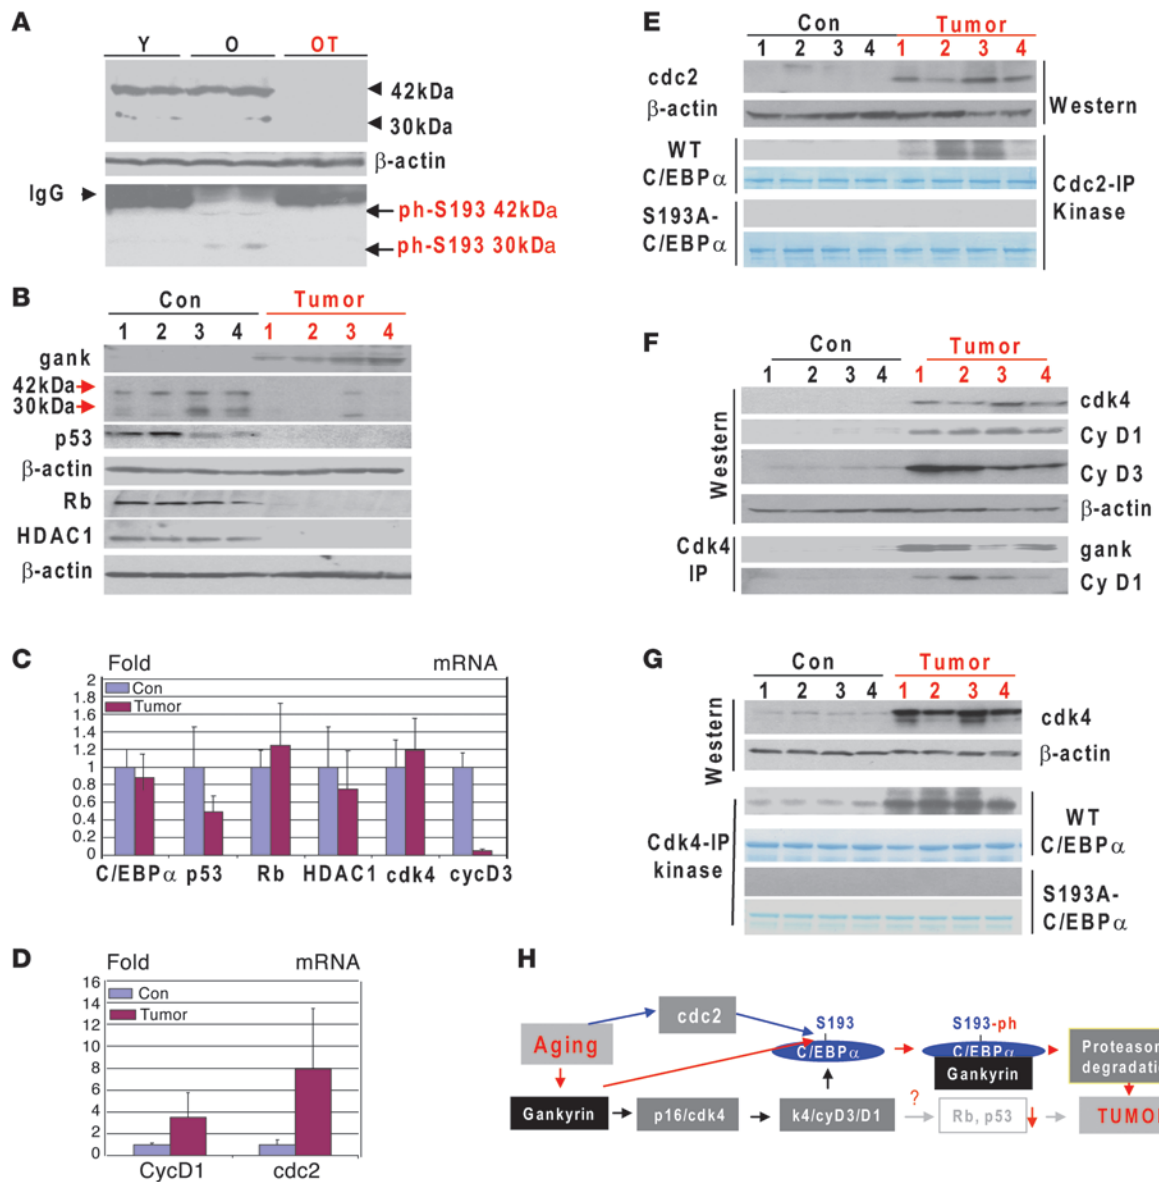 A
Y O OT
42kDa
30kDa
β-actin
IgG
ph-S193 42kDa
ph-S193 30kDa
B
Con Tumor
1 2 3 4 1 2 3 4
gank
42kDa
30kDa
p53
β-actin
Rb
HDAC1
β-actin
C
Fold mRNA
2
1.8
1.6
1.4
1.2
1
0.8
0.6
0.4
0.2
0
Con
Tumor
C/EBPα p53 Rb HDAC1 cdk4 cycD3
D
Fold mRNA
16
14
12
10
8
6
4
2
0
Con
Tumor
CycD1 cdc2
E
Con Tumor
1 2 3 4 1 2 3 4
cdc2
β-actin
Western
WT
C/EBPα
S193A-
C/EBPα
Cdc2-IP
Kinase
F
Con Tumor
1 2 3 4 1 2 3 4
Western
cdk4
Cy D1
Cy D3
β-actin
Cdk4
IP
gank
Cy D1
G
Con Tumor
1 2 3 4 1 2 3 4
Western
cdk4
β-actin
Cdk4-IP
kinase
WT
C/EBPα
S193A-
C/EBPα
H
cdc2
Aging
S193
C/EBPα
S193-ph
C/EBPα
Gankyrin
Proteason
degradatio
Gankyrin
p16/cdk4
k4/cyD3/D1
?
Rb, p53
TUMO